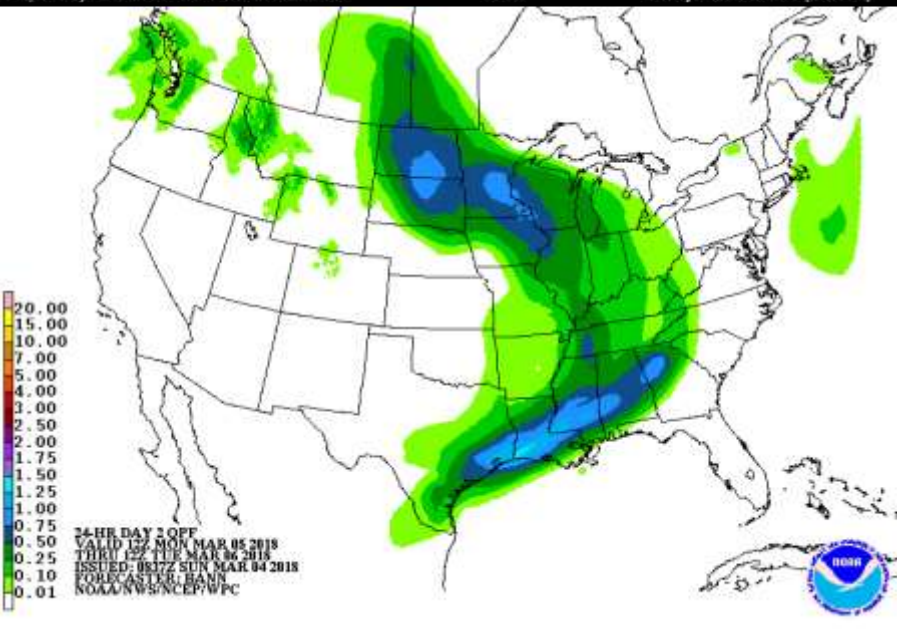 20.00
15.00
10.00
7.00
5.00
4.00
3.00
2.50
2.00
1.75
1.50
1.25
1.00
0.75
0.50
0.25
0.10
0.01
24-HR DAY 2 QPF
VALID 12Z MON MAR 05 2018
THRU 12Z TUE MAR 06 2018
ISSUED: 0837Z SUN MAR 04 2018
FORECASTER: HANN
NOAA/NWS/NCEP/WPC
NOAA